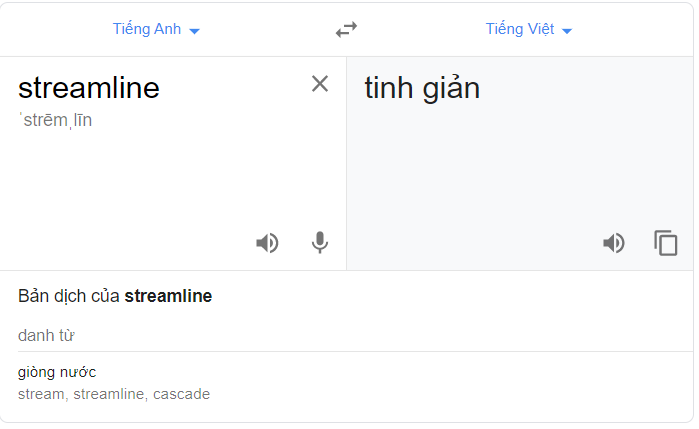 Tiếng Anh
Tiếng Việt
streamline
ˈstrēmˌlīn
tinh giản
Bản dịch của streamline
danh từ
giòng nước
stream, streamline, cascade